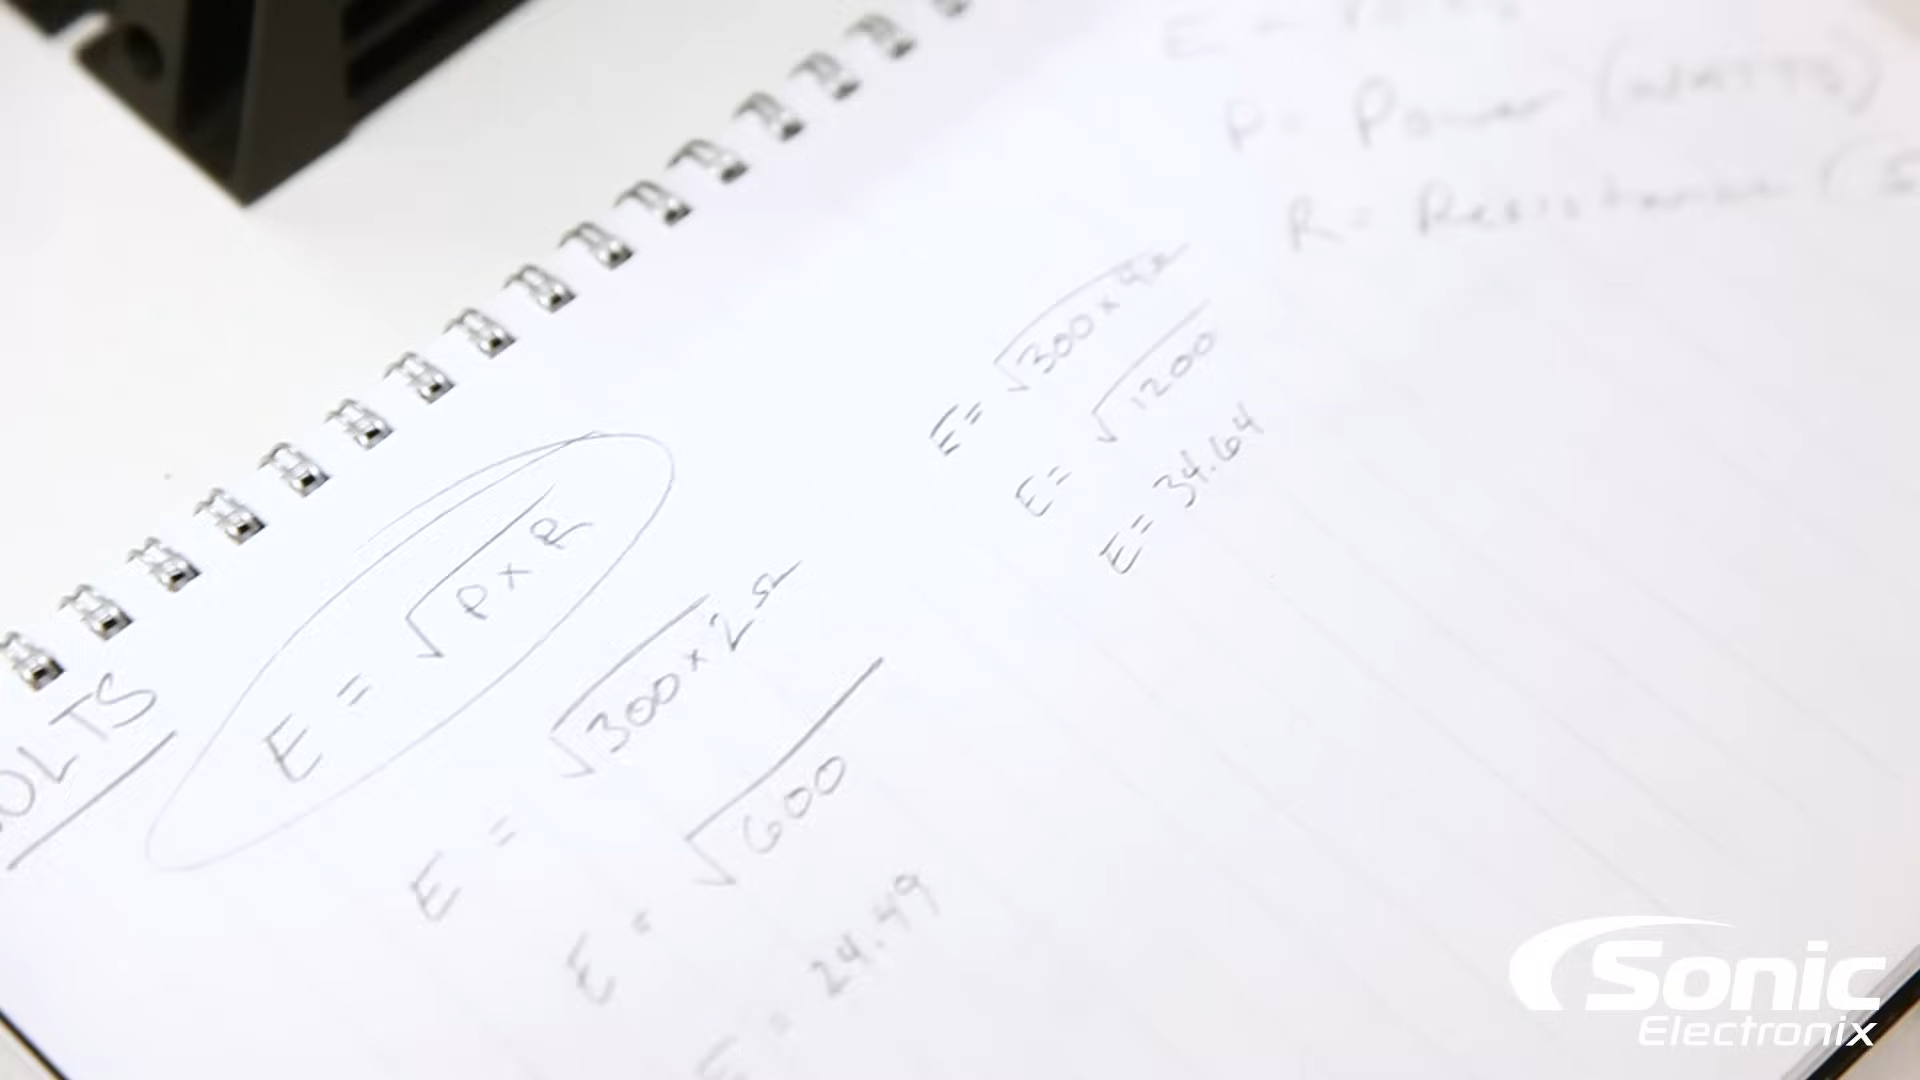 E =
P = Power (WATTS)
R = Resistance (
OLTS
E = √P x R
E = √300 x 2Ω
E = √600
E = 24.49
E = √300 x 4Ω
E = √1200
E = 34.64
Sonic
Electronix